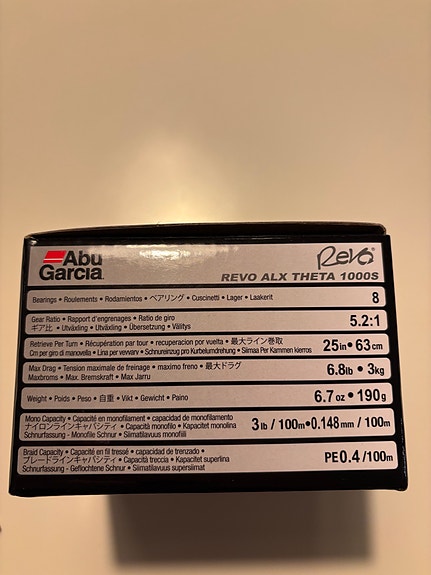 Abu
Garcia
Revo
REVO ALX THETA 1000S
Bearings • Roulements • Rodamientos • ベアリング • Cuscinetti • Lager • Laakerit
8
Gear Ratio • Rapport d'engrenages • Ratio de giro
ギア比 • Utväxling • Utväxling • Übersetzung • Välitys
5.2:1
Retrieve Per Turn • Récupération par tour • recuperacion por vuelta • 最大ライン巻取
Cm per giro di manovella • Lina per vevvarv • Schnureinzug pro Kurbelumdrehung • Siimaa Per Kammen kierros
25in•63cm
Max Drag • Tension maximale de freinage • maximo freno • 最大ドラグ
Maxbroms • Max. Bremskraft • Max Jarru
6.8lb • 3kg
Weight • Poids • Peso • 自重 • Vikt • Gewicht • Paino
6.7oz • 190g
Mono Capacity • Capacité en monofilament • capacidad de monofilamento
ナイロンラインキャパシティ • Capacità monofilo • Kapacitet monolina
Schnurfassung - Monofile Schnur • Siimatilavuus monofiili
3lb / 100m•0.148mm / 100m
Braid Capacity • Capacité en fil tressé • capacidad de trenzado •
ブレードラインキャパシティ • Capacità treccia • Kapacitet superlina
Schnurfassung - Geflochtene Schnur • Siimatilavuus supersiimat
PE0.4/100m